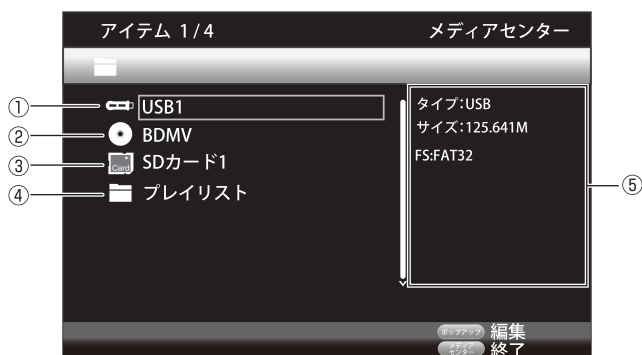 アイテム 1/4 メディアセンター
① USB1
② BDMV
③ Card SDカード1
④ プレイリスト
タイプ:USB
サイズ:125.641M
FS:FAT32
⑤
ポップアップ 編集
メディアセンター 終了